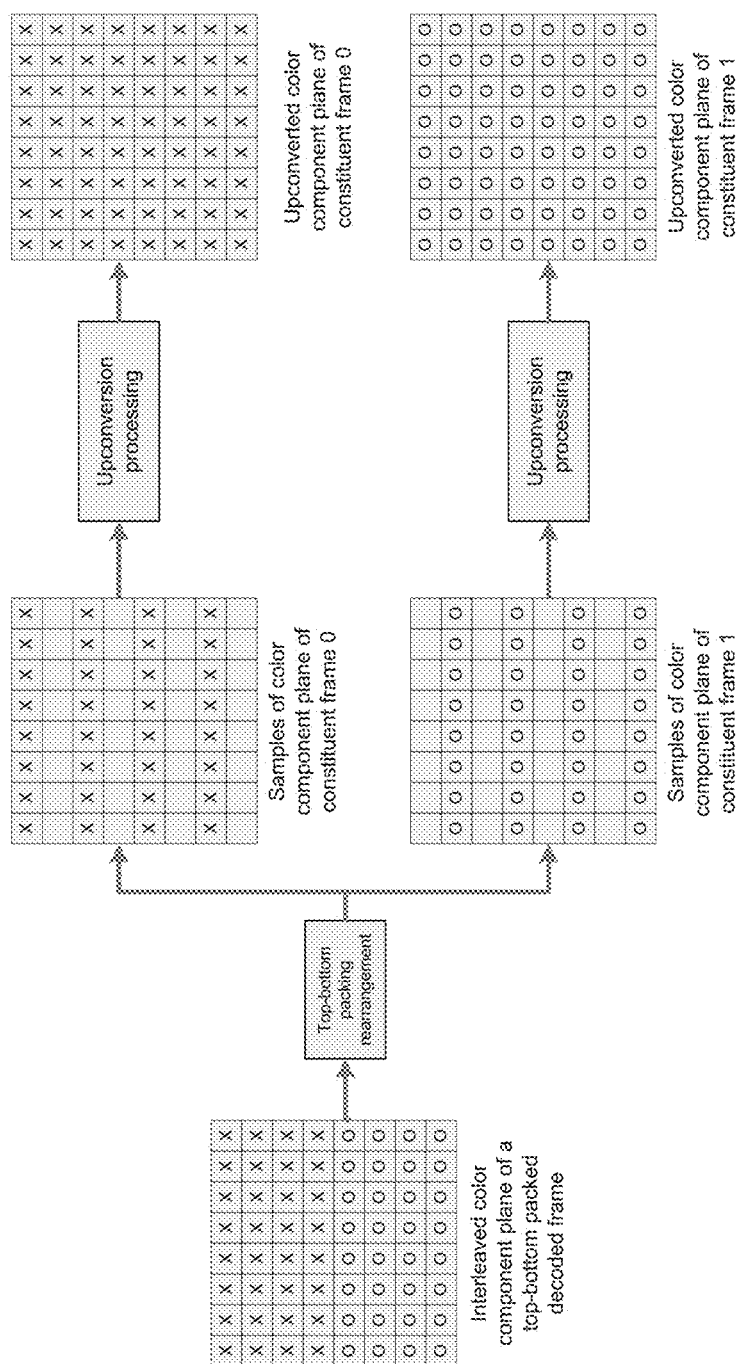 X X X X X X X X
X X X X X X X X
X X X X X X X X
X X X X X X X X
O O O O O O O O
O O O O O O O O
O O O O O O O O
O O O O O O O O
Interleaved color
component plane of a
top-bottom packed
decoded frame
Top-bottom
packing
rearrangement
X X X X X X X X
X X X X X X X X
X X X X X X X X
X X X X X X X X
Samples of color
component plane of
constituent frame 0
Upconversion
processing
X X X X X X X X
X X X X X X X X
X X X X X X X X
X X X X X X X X
X X X X X X X X
X X X X X X X X
X X X X X X X X
X X X X X X X X
Upconverted color
component plane of
constituent frame 0
O O O O O O O O
O O O O O O O O
O O O O O O O O
O O O O O O O O
Samples of color
component plane of
constituent frame 1
Upconversion
processing
O O O O O O O O
O O O O O O O O
O O O O O O O O
O O O O O O O O
O O O O O O O O
O O O O O O O O
O O O O O O O O
O O O O O O O O
Upconverted color
component plane of
constituent frame 1